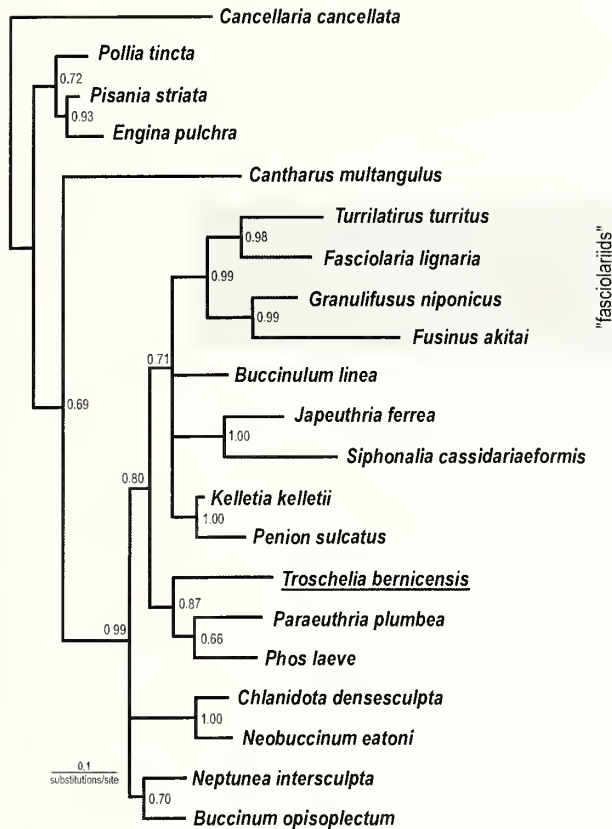 Cancellaria cancellata
Pollia tincta
0.72
Pisania striata
0.93
Engina pulchra
Cantharus multangulus
Turrilatirus turritus
0.98
Fasciolaria lignaria
0.99
Granulifusus niponicus
0.99
Fusinus akitai
"fasciolariids"
0.71
Buccinulum linea
0.69
Japeuthria ferrea
1.00
Siphonalia cassidariaeformis
0.80
Kelletia kelletii
1.00
Penion sulcatus
Troschelia bernicensis
0.87
Paraeuthria plumbea
0.66
Phos laeve
0.99
Chlanidota densesculpta
1.00
Neobuccinum eatoni
0.1
substitutions/site
Neptunea intersculpta
0.70
Buccinum opisoplectum